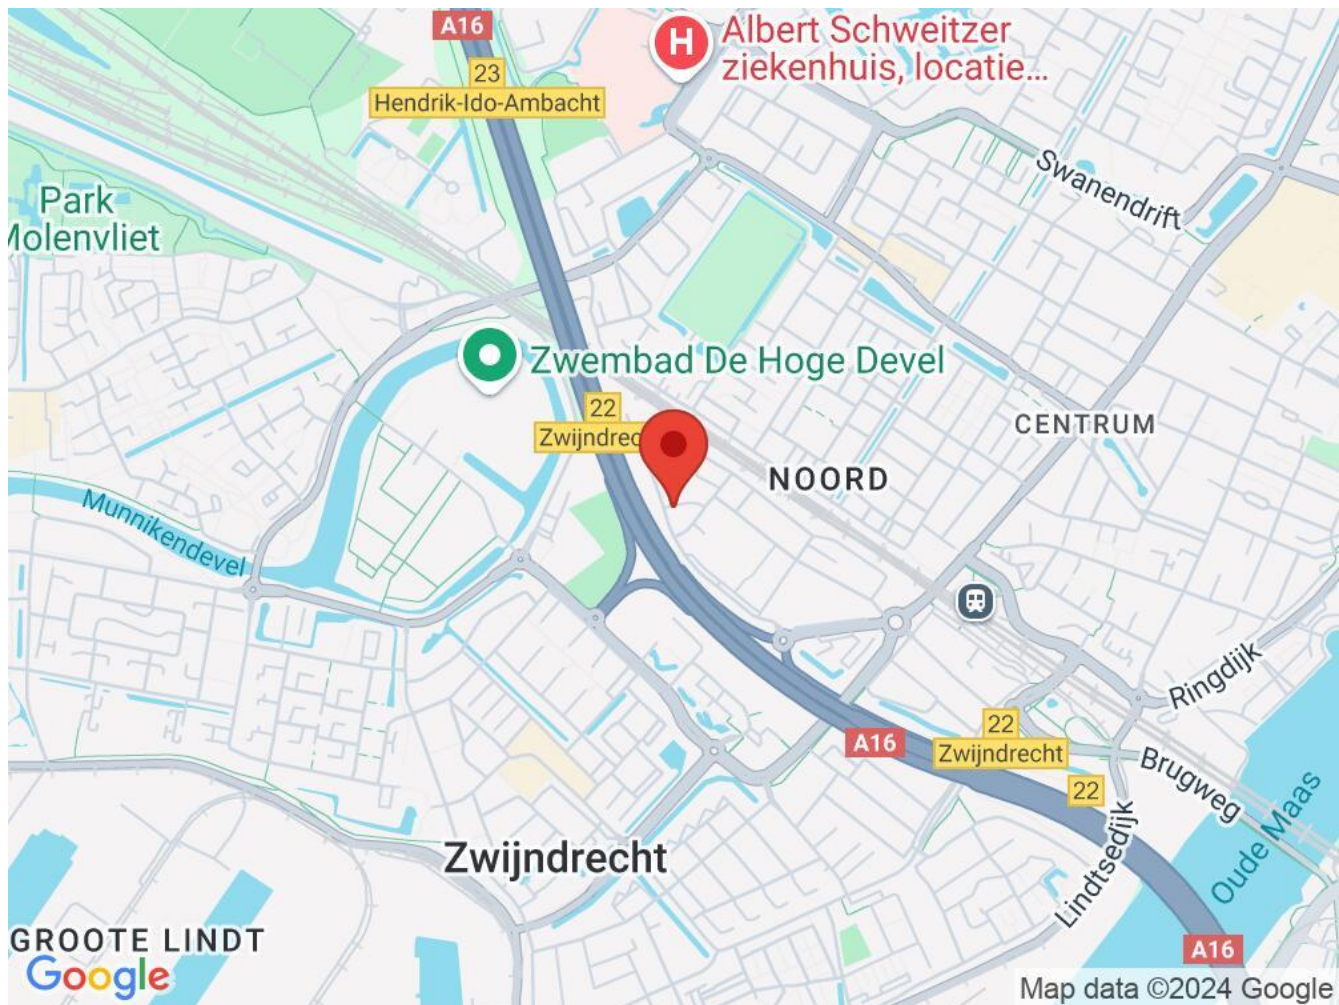 A16
Albert Schweitzer
ziekenhuis, locatie...
23
Hendrik-Ido-Ambacht
Swanendrift
Park
Molenvliet
Zwembad De Hoge Devel
22
Zwijndrec
CENTRUM
NOORD
Munnikendevel
Ringdijk
A16
22
Zwijndrecht
22
Brugweg
Lindtsedijk
Oude Maas
Zwijndrecht
GROOTE LINDT
A16
Google
Map data ©2024 Google